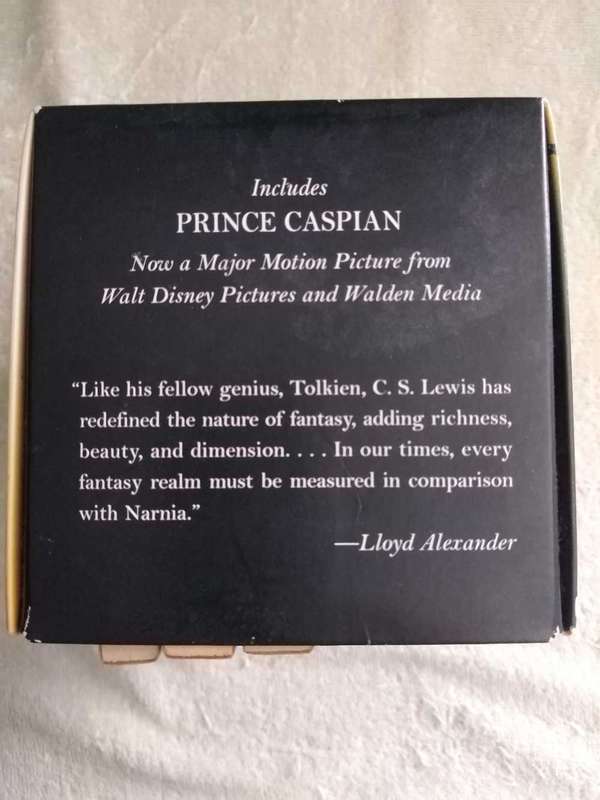 Includes
PRINCE CASPIAN
Now a Major Motion Picture from
Walt Disney Pictures and Walden Media
“Like his fellow genius, Tolkien, C. S. Lewis has
redefined the nature of fantasy, adding richness,
beauty, and dimension. . . . In our times, every
fantasy realm must be measured in comparison
with Narnia.”
—Lloyd Alexander